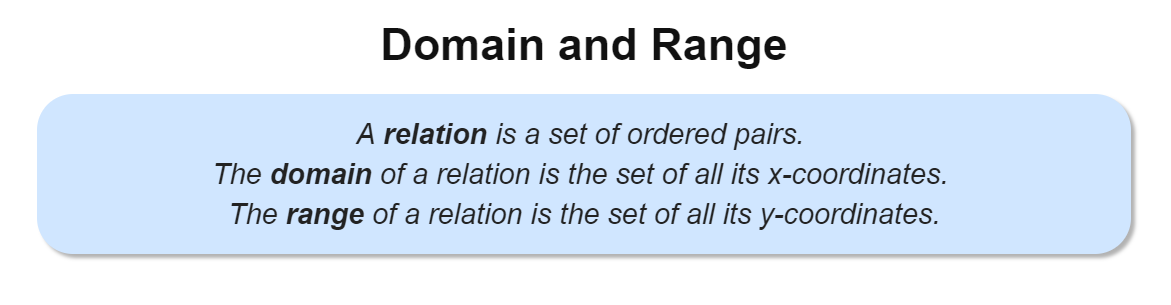 Domain and Range
A relation is a set of ordered pairs.
The domain of a relation is the set of all its x-coordinates.
The range of a relation is the set of all its y-coordinates.